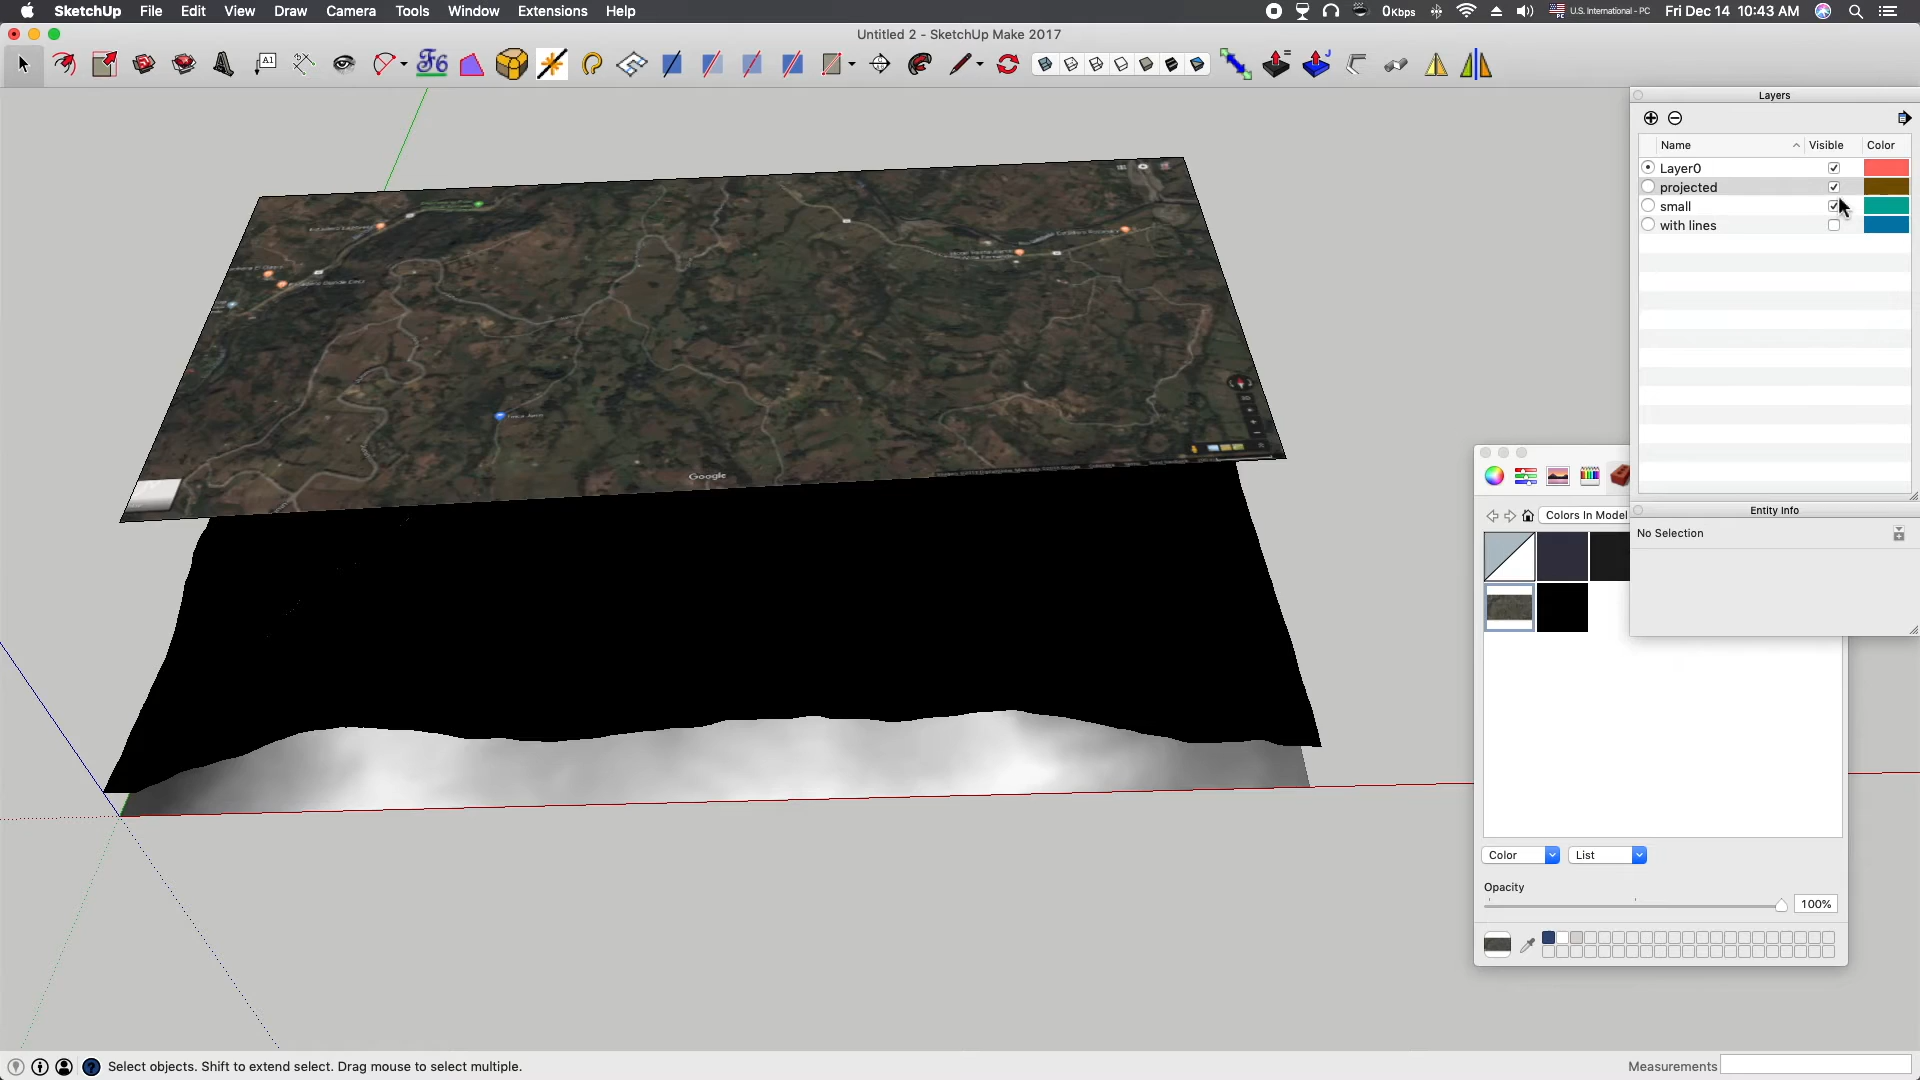 SketchUp File Edit View Draw Camera Tools Window Extensions Help
0Kbps U.S. International - PC Fri Dec 14 10:43 AM
Untitled 2 - SketchUp Make 2017
A1
F6
Layers
Name Visible Color
Layer0
projected
small
with lines
Google
Colors In Model
Entity Info
No Selection
Color List
Opacity
100%
Select objects. Shift to extend select. Drag mouse to select multiple.
Measurements